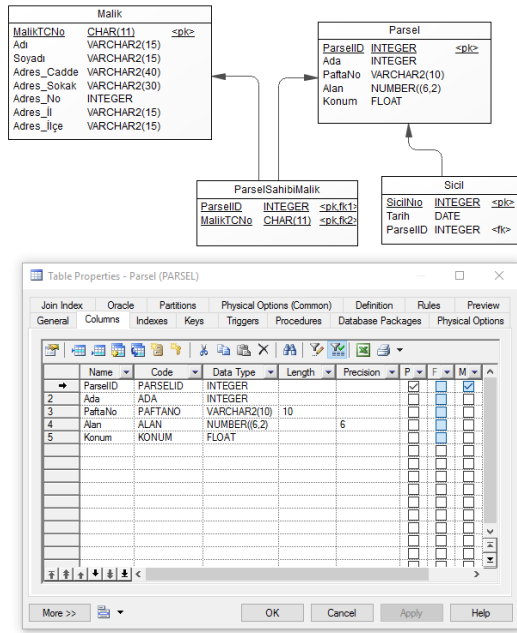 Malik
MalikTCNo CHAR(11) <pk>
Adı VARCHAR2(15)
Soyadı VARCHAR2(15)
Adres_Cadde VARCHAR2(40)
Adres_Sokak VARCHAR2(30)
Adres_No INTEGER
Adres_İl VARCHAR2(15)
Adres_İlçe VARCHAR2(15)
Parsel
ParselID INTEGER <pk>
Ada INTEGER
PaftaNo VARCHAR2(10)
Alan NUMBER((6,2)
Konum FLOAT
ParselSahibiMalik
ParselID INTEGER <pk,fk1>
MalikTCNo CHAR(11) <pk,fk2>
Sicil
SicilNıo INTEGER <pk>
Tarih DATE
ParselID INTEGER <fk>
Table Properties - Parsel (PARSEL)
Join Index Oracle Partitions Physical Options (Common) Definition Rules Preview
General Columns Indexes Keys Triggers Procedures Database Packages Physical Options
Name Code Data Type Length Precision P F M
ParselID PARSELID INTEGER
2 Ada ADA INTEGER
3 PaftaNo PAFTANO VARCHAR2(10) 10
4 Alan ALAN NUMBER((6,2) 6
5 Konum KONUM FLOAT
More >> OK Cancel Apply Help